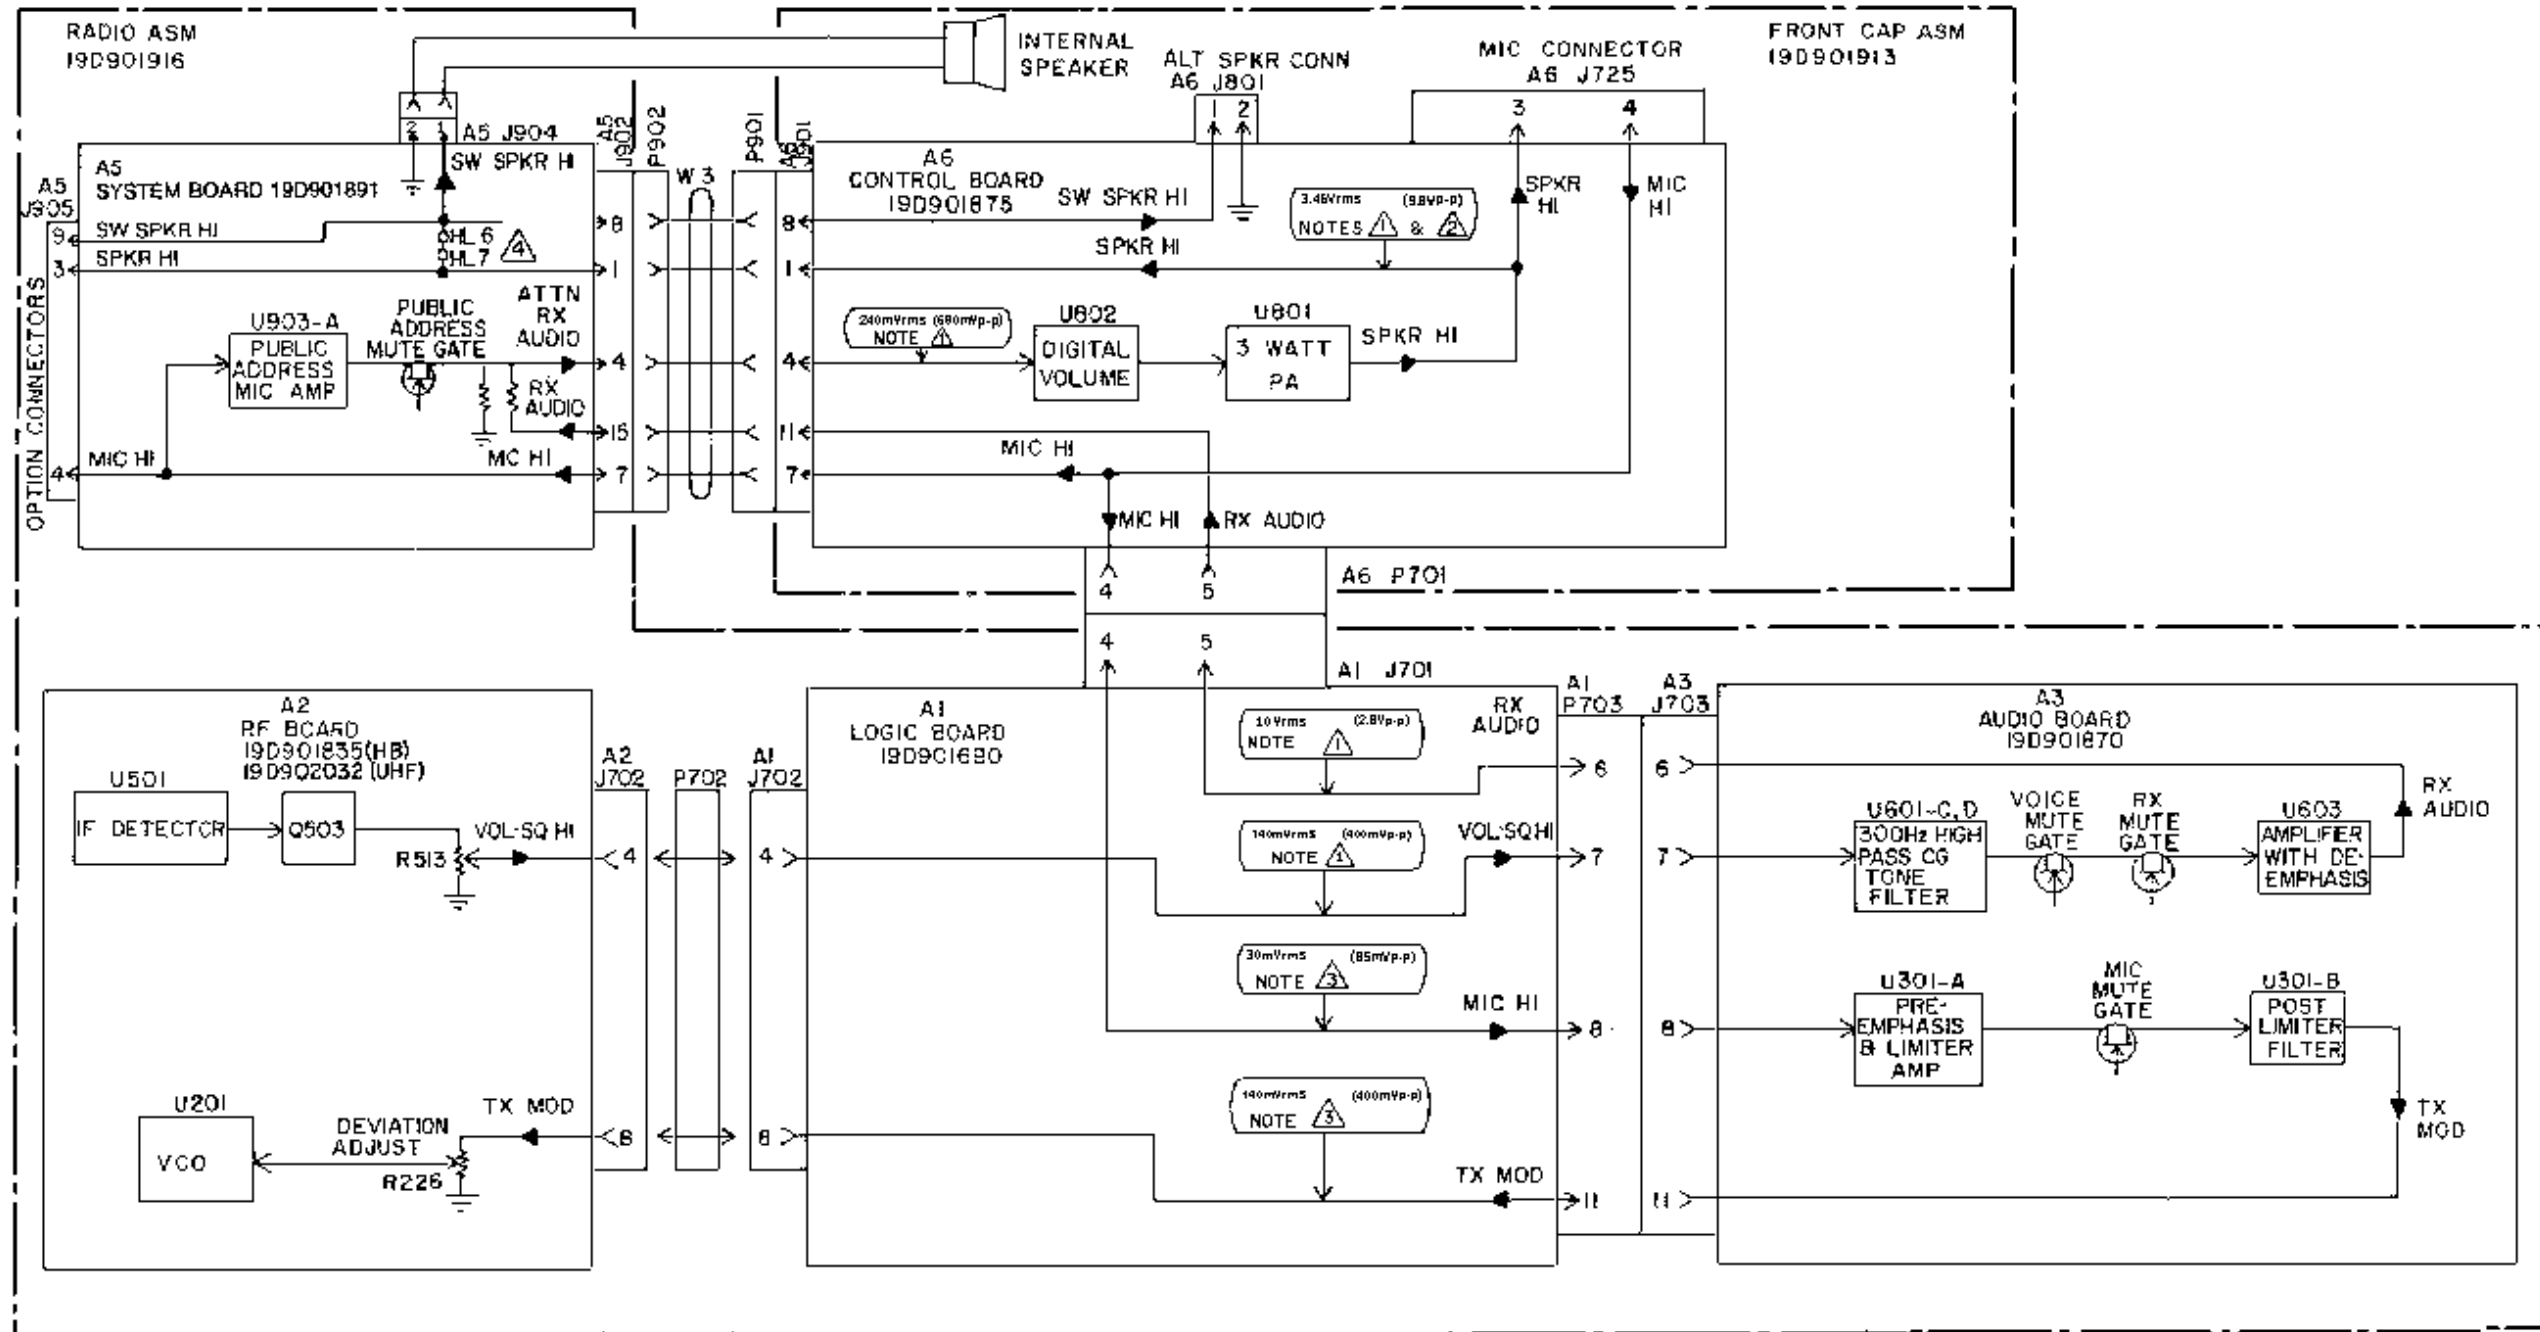 RADIO ASM
19D901916
INTERNAL
SPEAKER
ALT SPKR CONN
A6 J801
1 2
MIC CONNECTOR
A6 J725
3 4
FRONT CAP ASM
19D901913
2 1
A5 J904
SW SPKR HI
A5
J902
P902
P901
W3
A5
J905
OPTION CONNECTORS
A5
SYSTEM BOARD 19D901891
9
SW SPKR HI
3
SPKR HI
HL6
HL7
4
8
1
ATTN
RX
AUDIO
U903-A
PUBLIC
ADDRESS
MIC AMP
PUBLIC
ADDRESS
MUTE GATE
4
RX
AUDIO
15
4
MIC HI
MC HI
7
A6
CONTROL BOARD
19D901875
8
SW SPKR HI
SPKR HI
1
3.46Vrms (9.8Vp-p)
NOTES 1 & 2
SPKR
HI
MIC
HI
240mVrms (680mVp-p)
NOTE 1
4
U802
DIGITAL
VOLUME
U801
3 WATT
PA
SPKR HI
11
MIC HI
7
MIC HI
RX AUDIO
4 5
A6 P701
4 5
A1 J701
A2
RF BOARD
19D901835(HB)
19D902032(UHF)
U501
IF DETECTOR
Q503
R513
VOL-SQ HI
A2
J702
P702
A1
J702
4
4
U201
VCO
DEVIATION
ADJUST
R226
TX MOD
8
8
A1
LOGIC BOARD
19D901690
10Vrms (2.8Vp-p)
NOTE 1
RX
AUDIO
140mVrms (400mVp-p)
NOTE 1
VOL-SQ HI
30mVrms (85mVp-p)
NOTE 3
MIC HI
140mVrms (400mVp-p)
NOTE 3
TX MOD
A1
P703
A3
J703
6 6
7 7
8 8
11 11
A3
AUDIO BOARD
19D901870
U601-C,D
300Hz HIGH
PASS CG
TONE
FILTER
VOICE
MUTE
GATE
RX
MUTE
GATE
U603
AMPLIFIER
WITH DE-
EMPHASIS
RX
AUDIO
U301-A
PRE-
EMPHASIS
& LIMITER
AMP
MIC
MUTE
GATE
U301-B
POST
LIMITER
FILTER
TX
MOD